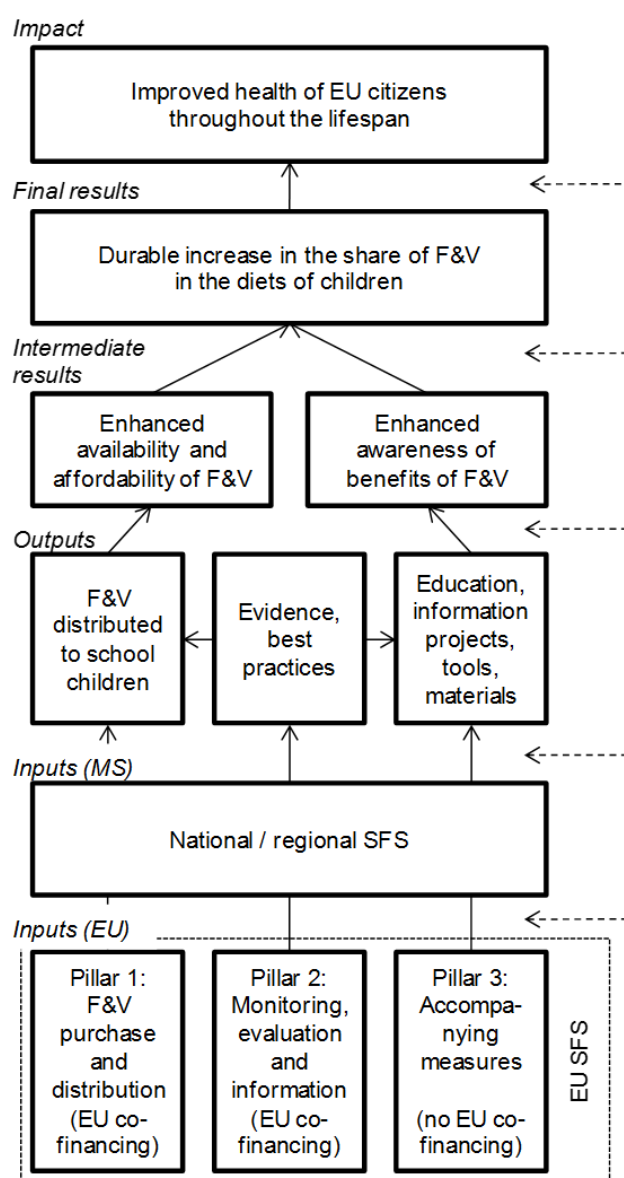 Impact
Improved health of EU citizens
throughout the lifespan
Final results
Durable increase in the share of F&V
in the diets of children
Intermediate
results
Enhanced
availability and
affordability of F&V
Enhanced
awareness of
benefits of F&V
Outputs
F&V
distributed
to school
children
Evidence,
best
practices
Education,
information
projects,
tools,
materials
Inputs (MS)
National / regional SFS
Inputs (EU)
Pillar 1:
F&V
purchase
and
distribution
(EU co-
financing)
Pillar 2:
Monitoring,
evaluation
and
information
(EU co-
financing)
Pillar 3:
Accompa-
nying
measures
(no EU co-
financing)
EU SFS